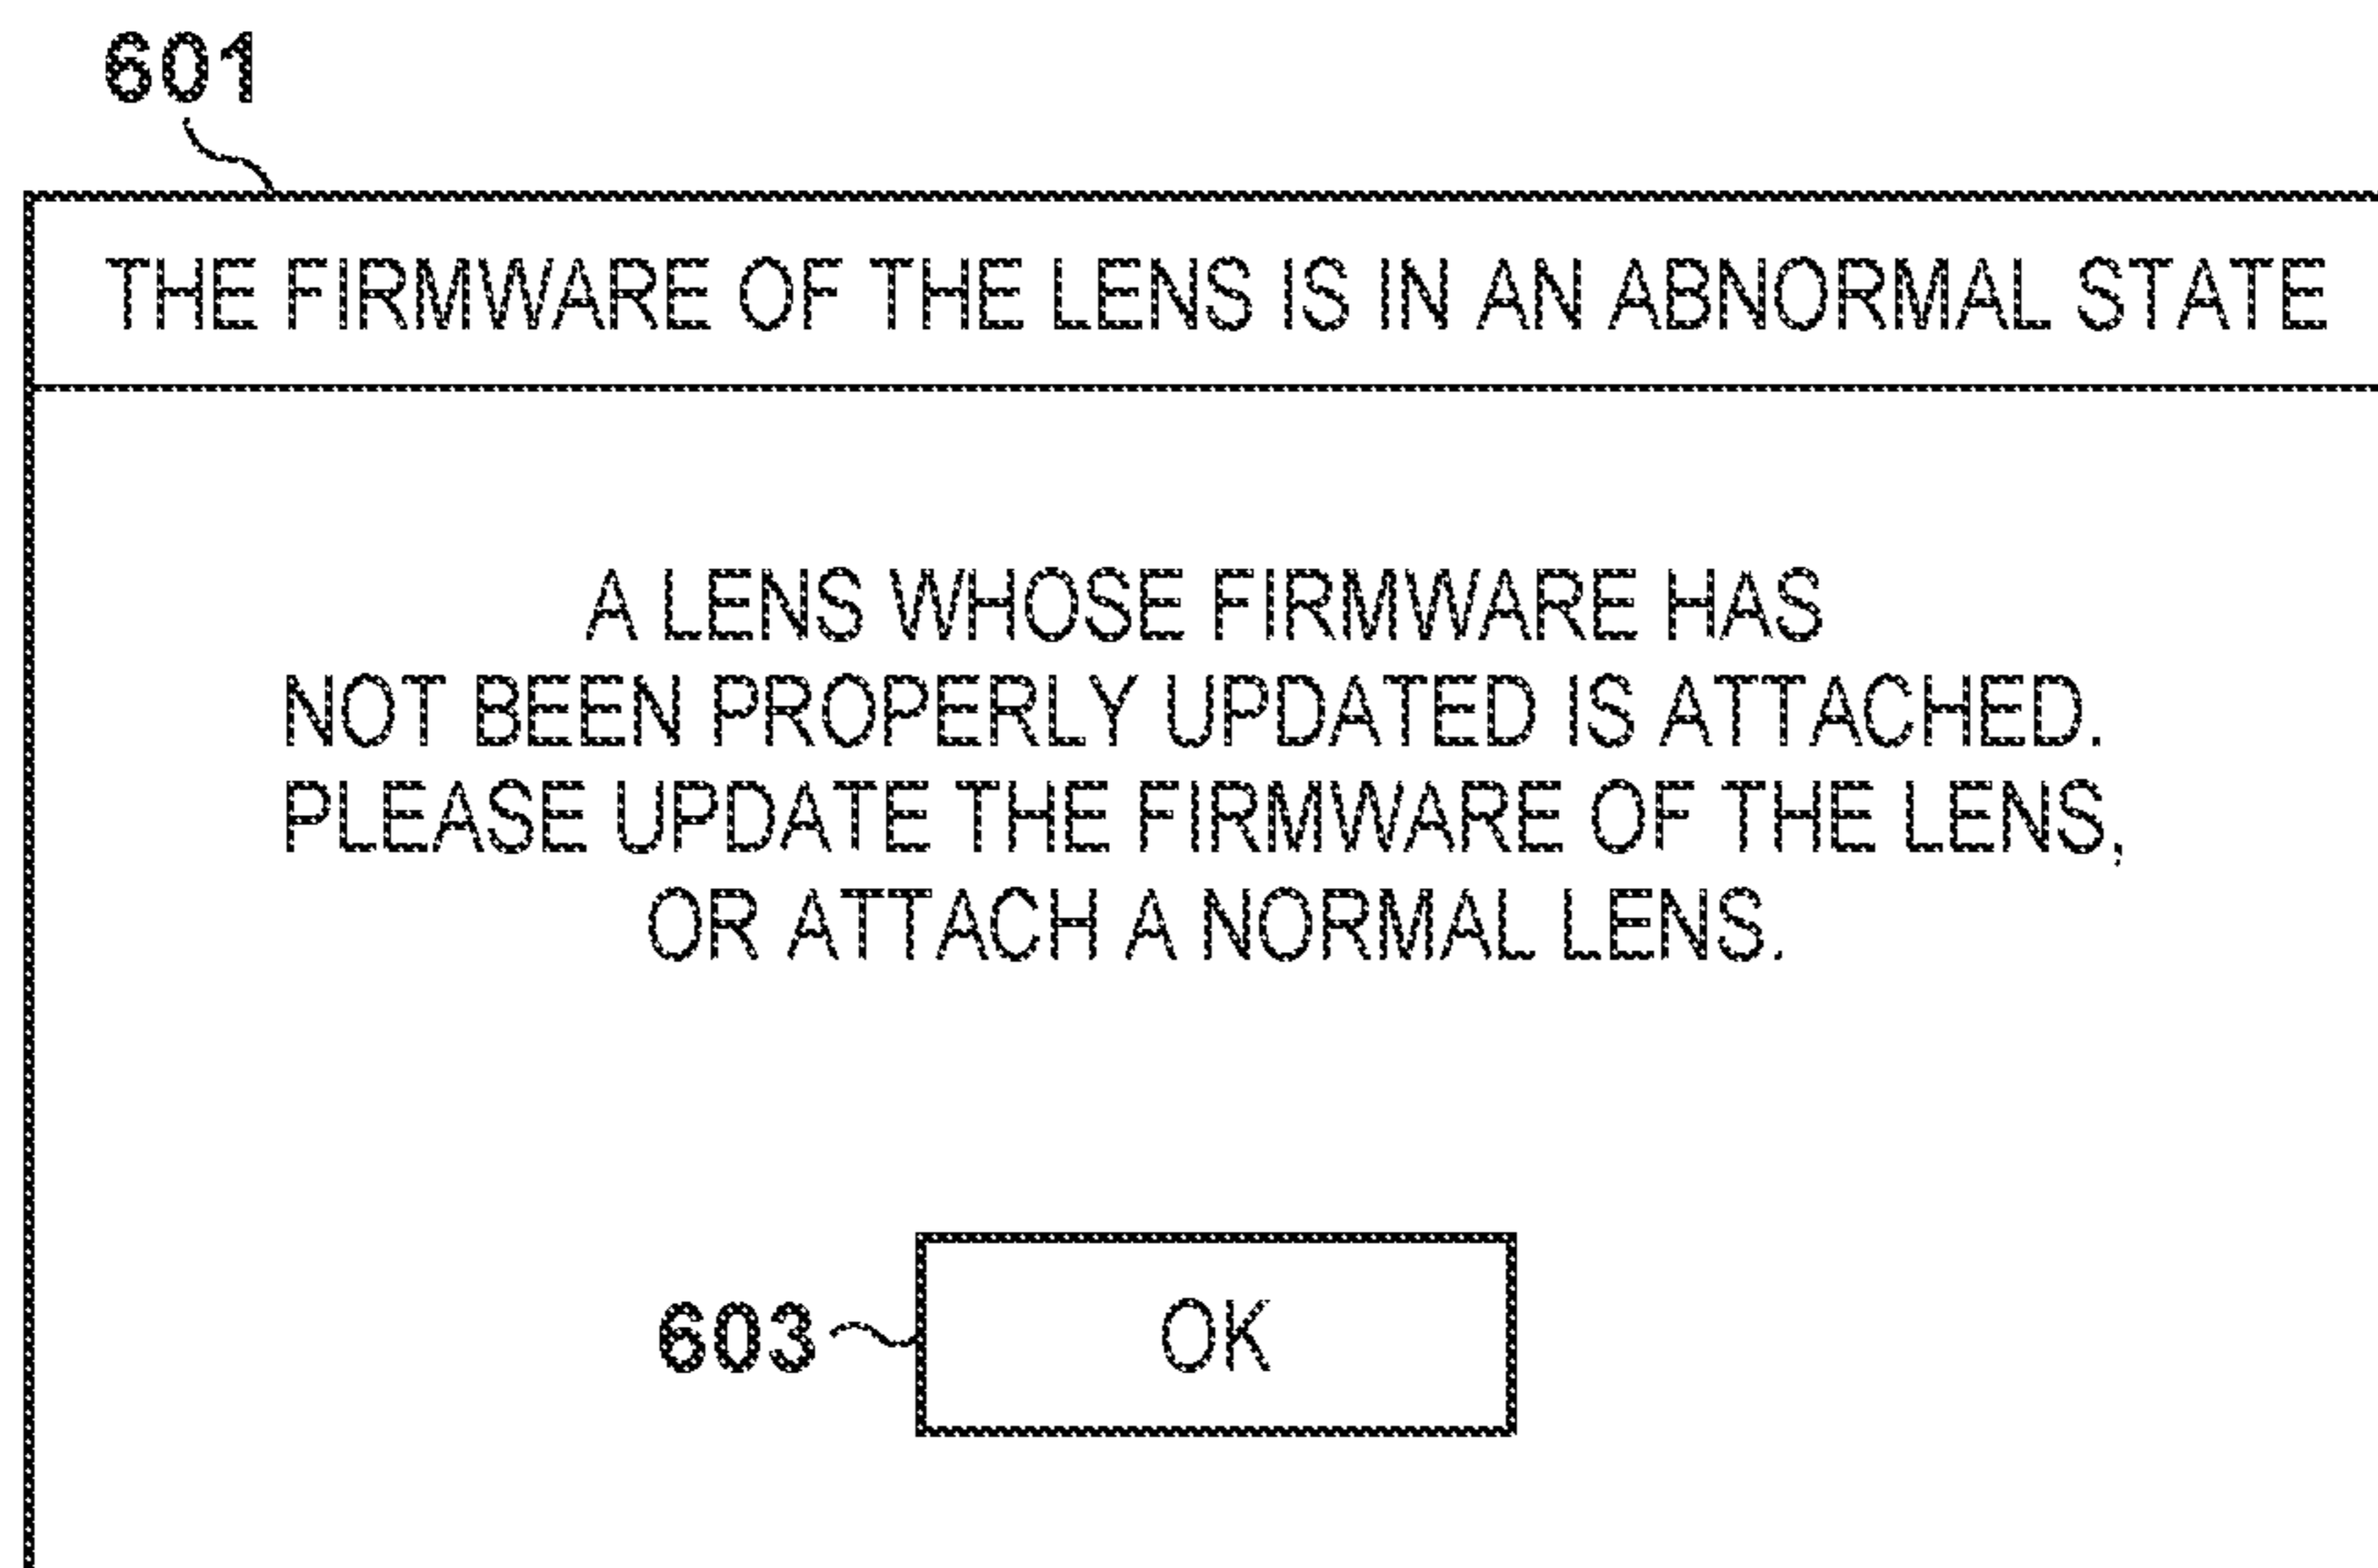 601
THE FIRMWARE OF THE LENS IS IN AN ABNORMAL STATE
A LENS WHOSE FIRMWARE HAS
NOT BEEN PROPERLY UPDATED IS ATTACHED.
PLEASE UPDATE THE FIRMWARE OF THE LENS,
OR ATTACH A NORMAL LENS.
603 OK